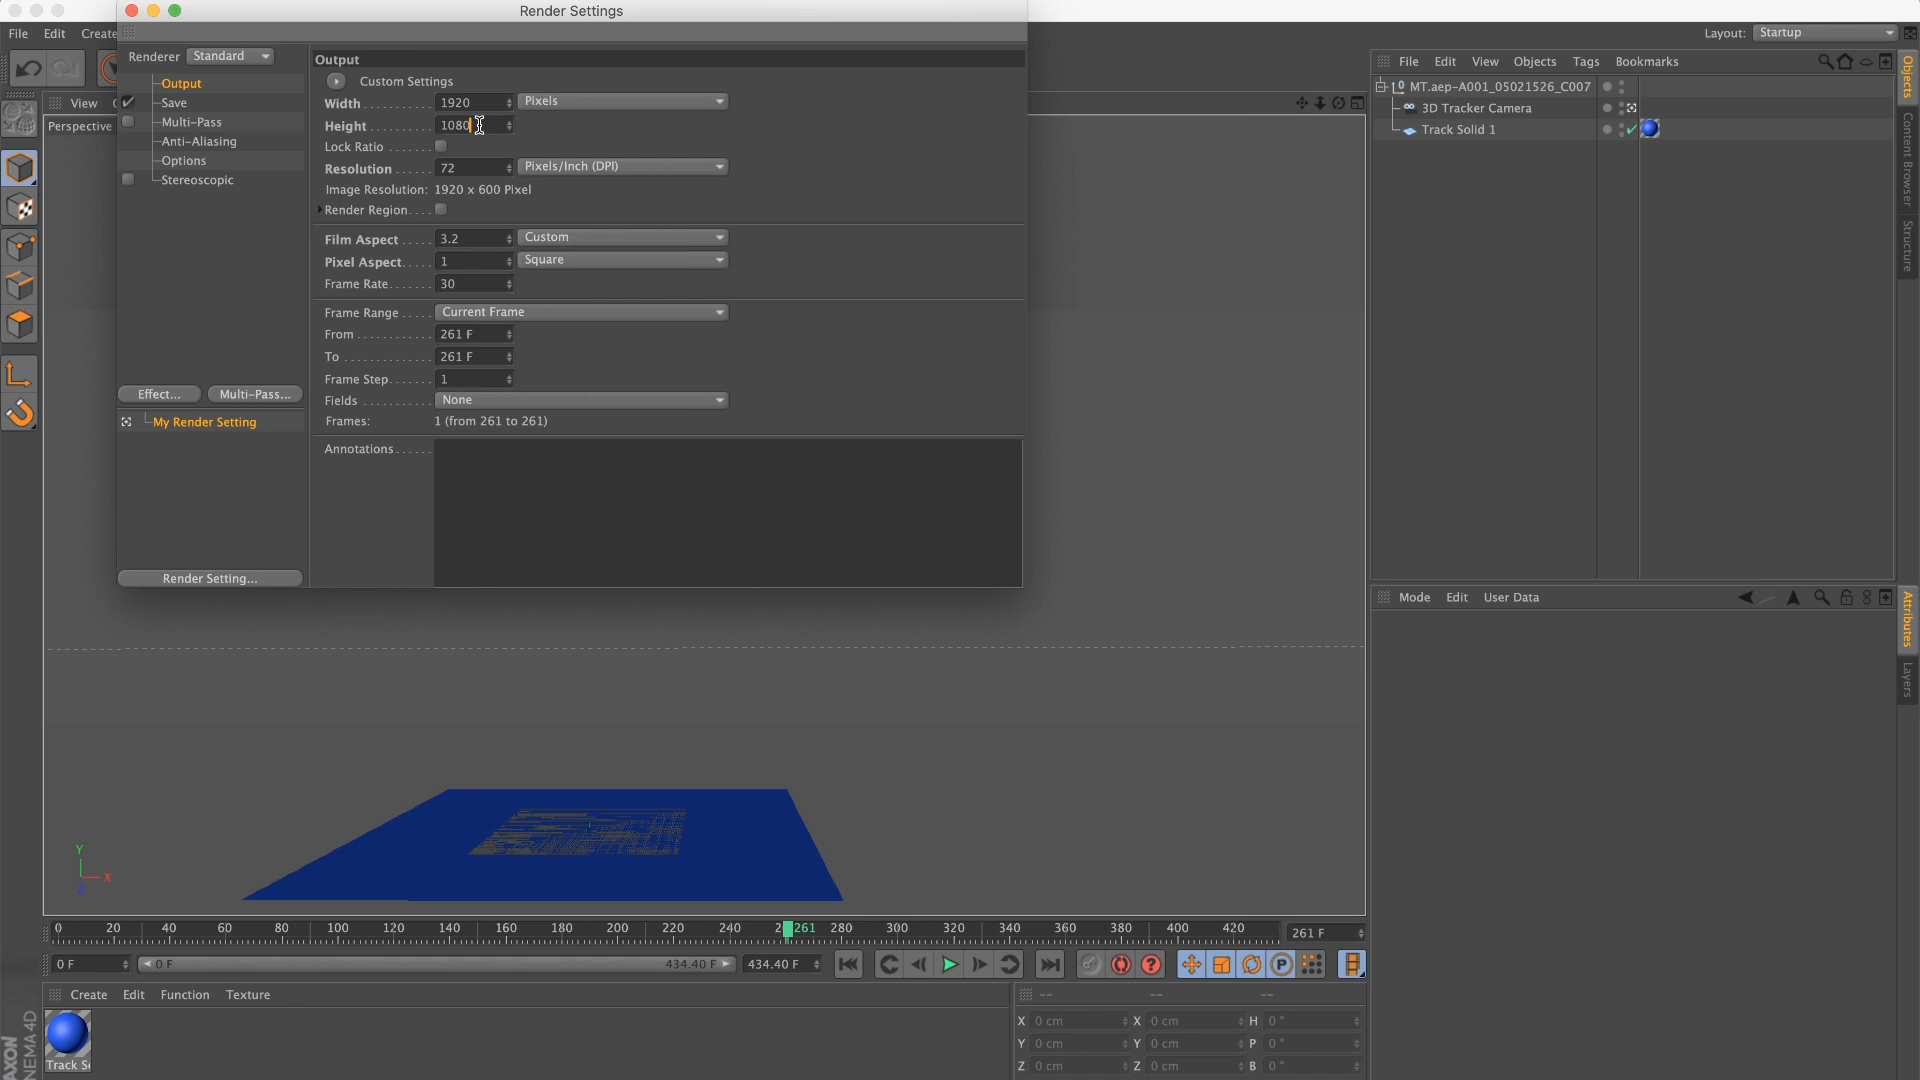 Render Settings
File Edit Create
Layout: Startup
Renderer Standard
Output
Save
Multi-Pass
Anti-Aliasing
Options
Stereoscopic
Effect... Multi-Pass...
My Render Setting
Render Setting...
Output
Custom Settings
Width 1920 Pixels
Height 1080
Lock Ratio
Resolution 72 Pixels/Inch (DPI)
Image Resolution: 1920 x 600 Pixel
Render Region
Film Aspect 3.2 Custom
Pixel Aspect 1 Square
Frame Rate 30
Frame Range Current Frame
From 261 F
To 261 F
Frame Step 1
Fields None
Frames: 1 (from 261 to 261)
Annotations
View
Perspective
File Edit View Objects Tags Bookmarks
MT.aep-A001_05021526_C007
3D Tracker Camera
Track Solid 1
Objects
Content Browser
Structure
Mode Edit User Data
Attributes
Layers
Y
X
Z
0 20 40 60 80 100 120 140 160 180 200 220 240 261 280 300 320 340 360 380 400 420
261 F
0 F 0 F 434.40 F 434.40 F
Create Edit Function Texture
-- -- --
X 0 cm X 0 cm H 0 °
Y 0 cm Y 0 cm P 0 °
Z 0 cm Z 0 cm B 0 °
Track S
AXON
NEMA 4D